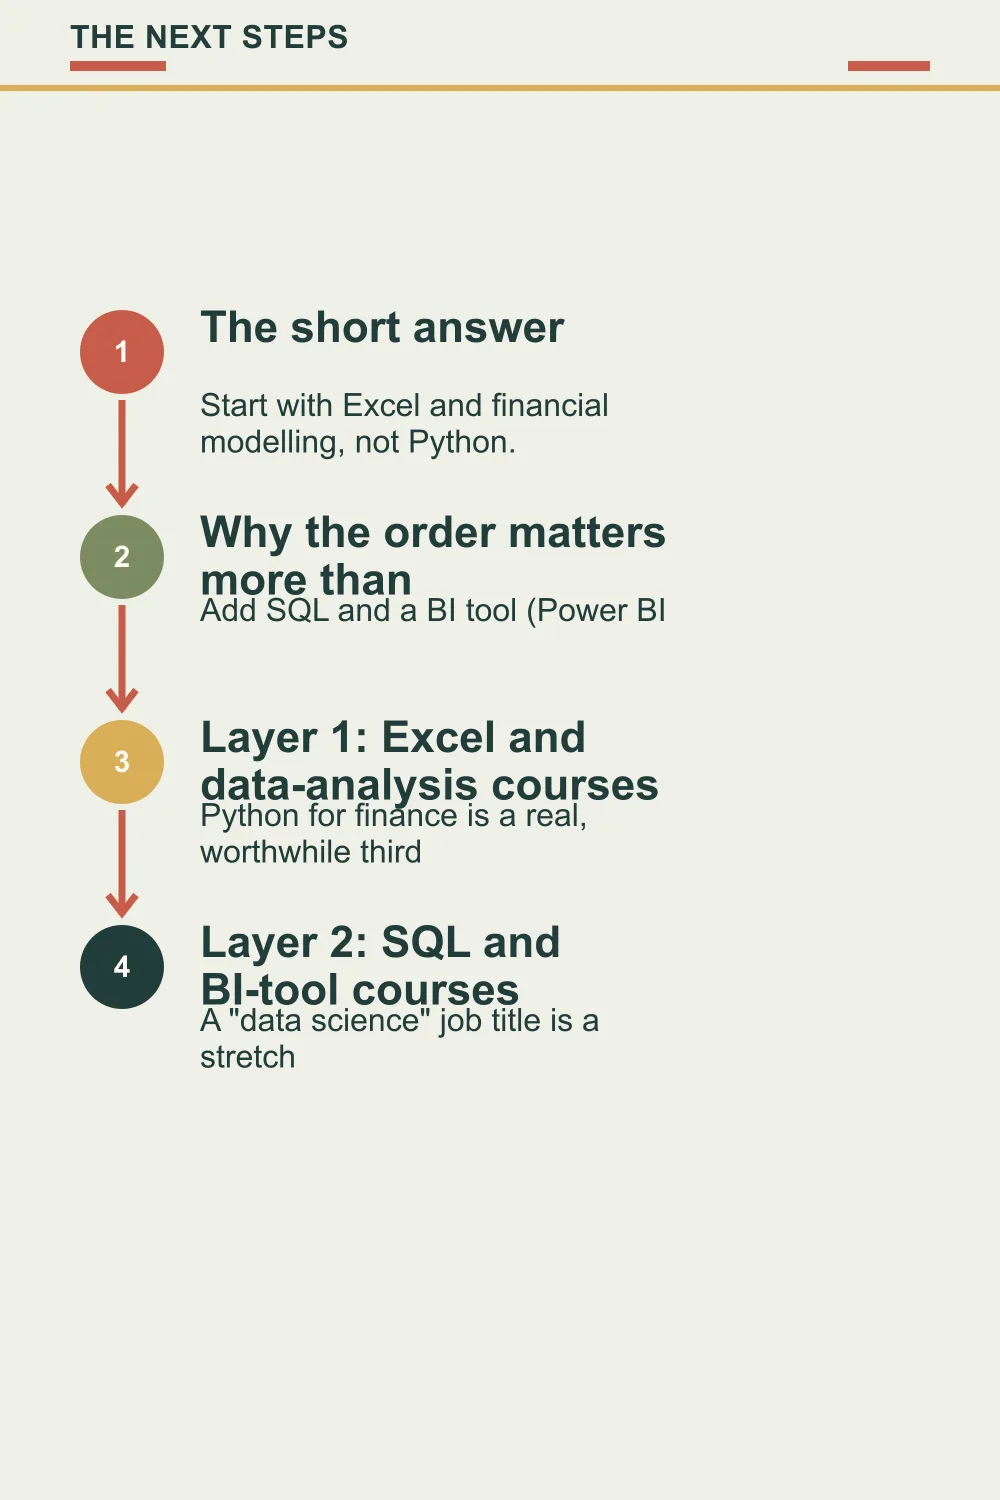 THE NEXT STEPS
1
The short answer
Start with Excel and financial
modelling, not Python.
2
Why the order matters
more than
Add SQL and a BI tool (Power BI
3
Layer 1: Excel and
data-analysis courses
Python for finance is a real,
worthwhile third
4
Layer 2: SQL and
BI-tool courses
A "data science" job title is a
stretch